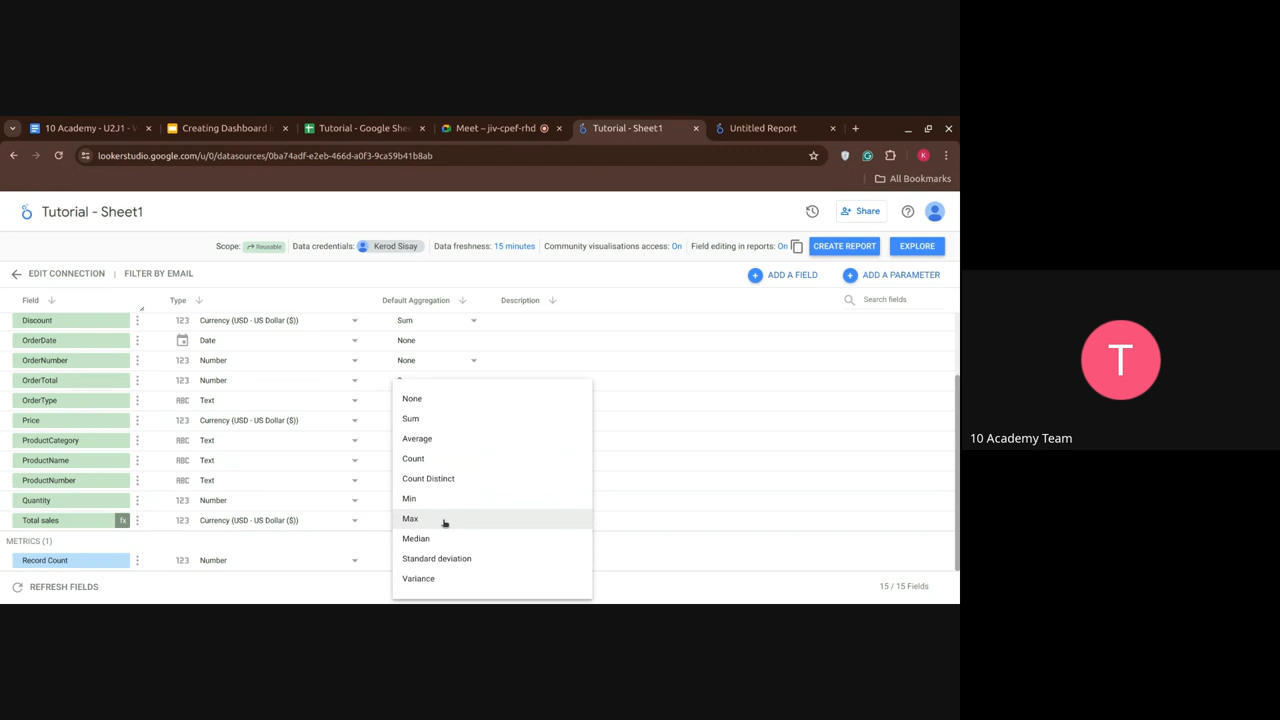 10 Academy - U2J1 - W
Creating Dashboard i
Tutorial - Google She
Meet – jiv-cpef-rhd
Tutorial - Sheet1
Untitled Report
lookerstudio.google.com/u/0/datasources/0ba74adf-e2eb-466d-a0f3-9ca59b41b8ab
K
All Bookmarks
Tutorial - Sheet1
Share
Scope: Reusable
Data credentials: Kerod Sisay
Data freshness: 15 minutes
Community visualisations access: On
Field editing in reports: On
CREATE REPORT
EXPLORE
EDIT CONNECTION | FILTER BY EMAIL
ADD A FIELD
ADD A PARAMETER
Field Type Default Aggregation Description
Search fields
Discount 123 Currency (USD - US Dollar ($)) Sum
OrderDate Date None
OrderNumber 123 Number None
OrderTotal 123 Number
OrderType ABC Text
Price 123 Currency (USD - US Dollar ($))
ProductCategory ABC Text
ProductName ABC Text
ProductNumber ABC Text
Quantity 123 Number
Total sales fx 123 Currency (USD - US Dollar ($))
METRICS (1)
Record Count 123 Number
None
Sum
Average
Count
Count Distinct
Min
Max
Median
Standard deviation
Variance
REFRESH FIELDS
15 / 15 Fields
T
10 Academy Team